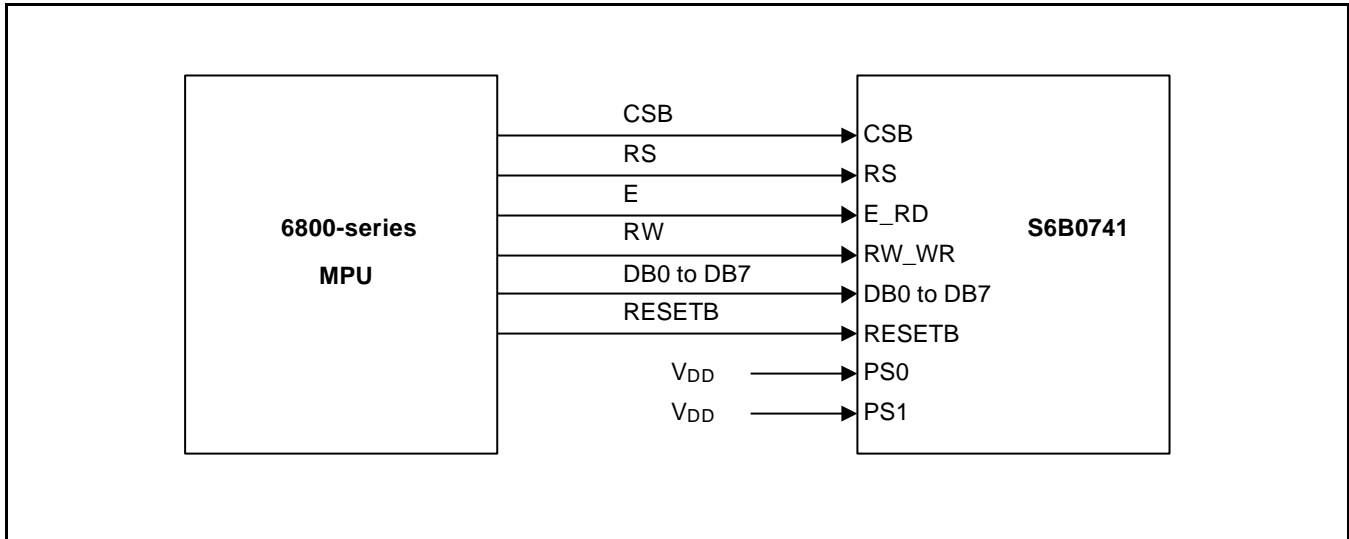 6800-series
MPU
CSB
RS
E
RW
DB0 to DB7
RESETB
VDD
VDD
CSB
RS
E_RD
RW_WR
DB0 to DB7
RESETB
PS0
PS1
S6B0741